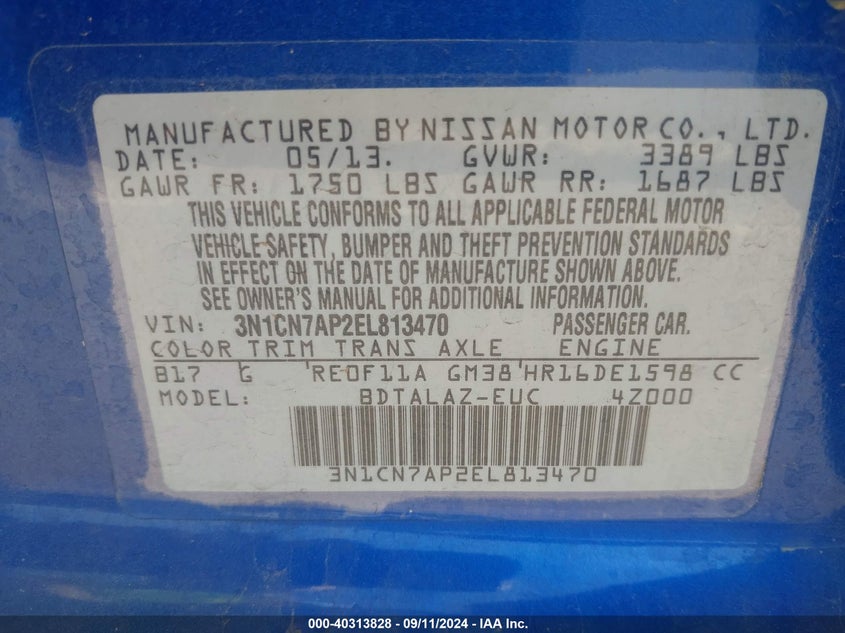 MANUFACTURED BY NISSAN MOTOR CO., LTD.
DATE: 05/13. GVWR: 3389 LBS
GAWR FR: 1750 LBS GAWR RR: 1687 LBS
THIS VEHICLE CONFORMS TO ALL APPLICABLE FEDERAL MOTOR
VEHICLE SAFETY, BUMPER AND THEFT PREVENTION STANDARDS
IN EFFECT ON THE DATE OF MANUFACTURE SHOWN ABOVE.
SEE OWNER'S MANUAL FOR ADDITIONAL INFORMATION.
VIN: 3N1CN7AP2EL813470 PASSENGER CAR.
COLOR TRIM TRANS AXLE ENGINE
B17 G RE0F11A GM38 HR16DE1598 CC
MODEL: BDTALAZ-EUC 4Z000
3N1CN7AP2EL813470
000-40313828 - 09/11/2024 - IAA Inc.